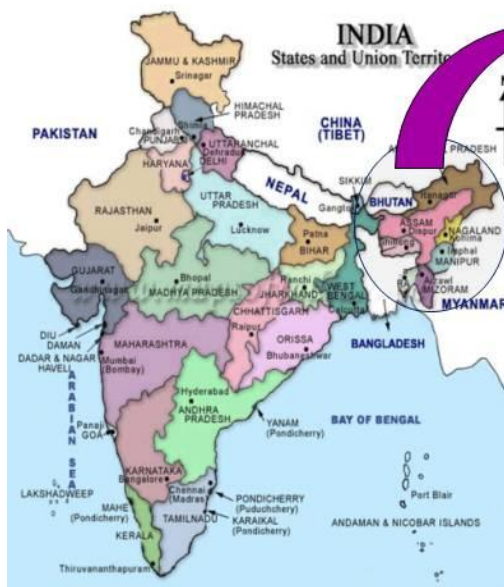 INDIA
States and Union
JAMMU & KASHMIR
Srinagar
HIMACHAL
PRADESH
Shimla
Chandigarh
PUNJAB
PAKISTAN
CHINA
(TIBET)
UTTARANCHAL
Dehradun
HARYANA
DELHI
NEPAL
SIKKIM
Gangtok
BHUTAN
PRADESH
Itanagar
RAJASTHAN
Jaipur
UTTAR
PRADESH
Lucknow
Patna
BIHAR
ASSAM
Dispur
NAGALAND
Kohima
Shillong
Imphal
MANIPUR
Aizawl
MIZORAM
MYANMAR
GUJARAT
Gandhinagar
Bhopal
MADHYA PRADESH
Ranchi
JHARKHAND
WEST
BENGAL
BANGLADESH
CHHATTISGARH
Raipur
ORISSA
Bhubaneshwar
DIU
DAMAN
DADAR & NAGAR
HAVELI
MAHARASHTRA
Mumbai
(Bombay)
Hyderabad
ANDHRA
PRADESH
YANAM
(Pondicherry)
ARABIAN SEA
BAY OF BENGAL
Panaji
GOA
KARNATAKA
Bangalore
Chennai
(Madras)
PONDICHERRY
(Puduchchery)
KARAIKAL
(Pondicherry)
LAKSHADWEEP
MAHE
(Pondicherry)
TAMILNADU
KERALA
Thiruvananthapuram
Port Blair
ANDAMAN & NICOBAR ISLANDS